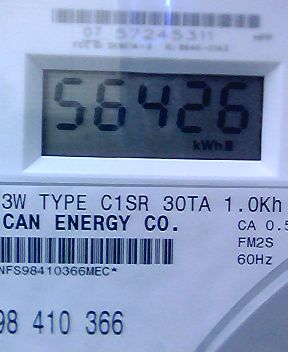 07 57245311
56426
kWh
3W TYPE C1SR 30TA 1.0Kh
CAN ENERGY CO.
CA 0.5
FM2S
60Hz
NFS98410366MEC*
98 410 366